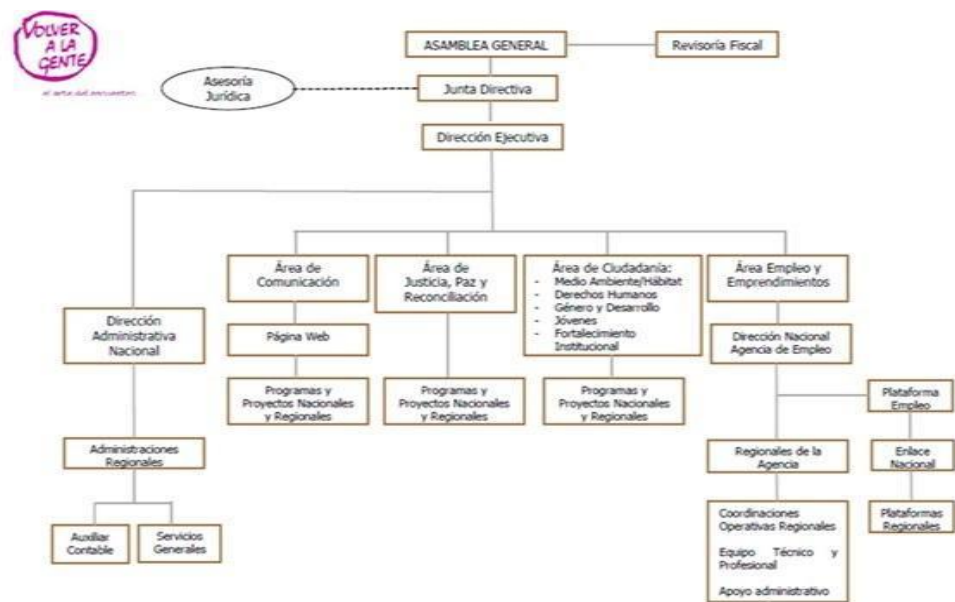 VOLVER
A LA
GENTE
el arte del encuentro
ASAMBLEA GENERAL
Revisoría Fiscal
Asesoría
Jurídica
Junta Directiva
Dirección Ejecutiva
Dirección
Administrativa
Nacional
Área de
Comunicación
Área de
Justicia, Paz y
Reconciliación
Área de Ciudadanía:
- Medio Ambiente/Hábitat
- Derechos Humanos
- Género y Desarrollo
- Jóvenes
- Fortalecimiento
Institucional
Área Empleo y
Emprendimientos
Página Web
Dirección Nacional
Agencia de Empleo
Programas y
Proyectos Nacionales
y Regionales
Programas y
Proyectos Nacionales
y Regionales
Programas y
Proyectos Nacionales
y Regionales
Plataforma
Empleo
Administraciones
Regionales
Regionales de la
Agencia
Enlace
Nacional
Auxiliar
Contable
Servicios
Generales
Coordinaciones
Operativas Regionales
Equipo Técnico y
Profesional
Apoyo administrativo
Plataformas
Regionales